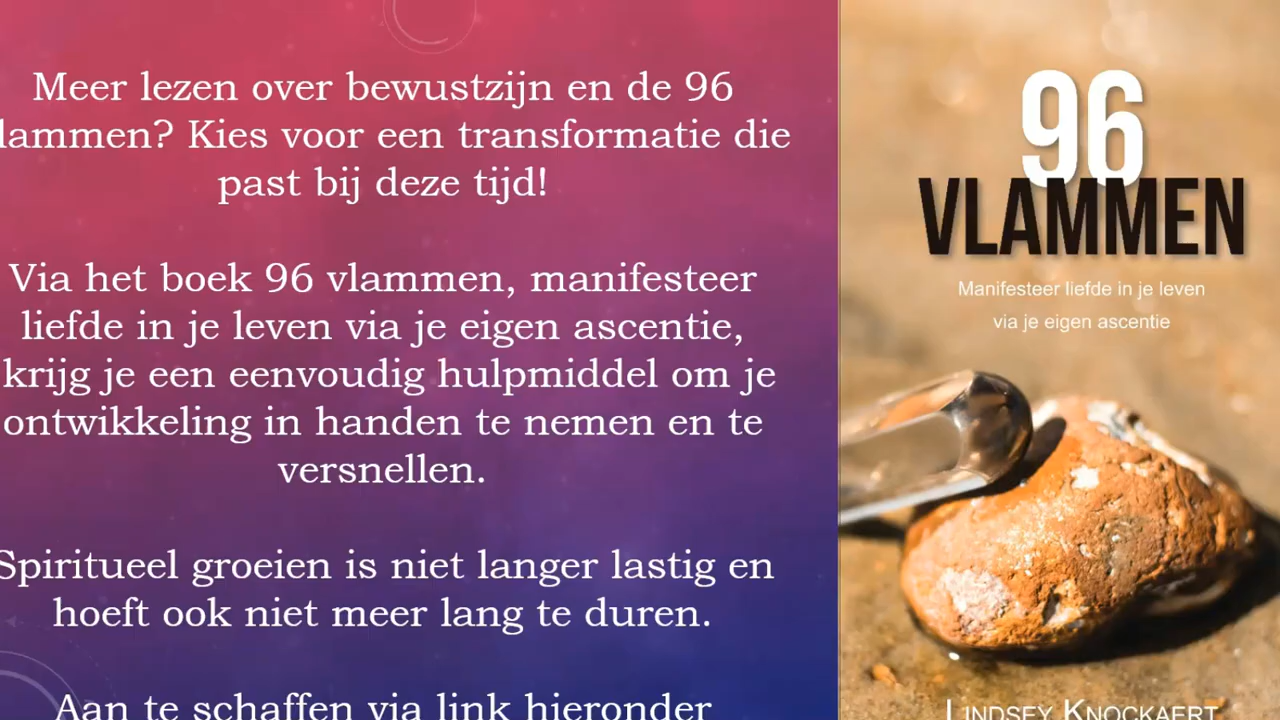 Meer lezen over bewustzijn en de 96
lammen? Kies voor een transformatie die
past bij deze tijd!
Via het boek 96 vlammen, manifesteer
liefde in je leven via je eigen ascentie,
krijg je een eenvoudig hulpmiddel om je
ontwikkeling in handen te nemen en te
versnellen.
Spiritueel groeien is niet langer lastig en
hoeft ook niet meer lang te duren.
Aan te schaffen via link hieronder
96
VLAMMEN
Manifesteer liefde in je leven
via je eigen ascentie
LINDSEY KNOCKAERT